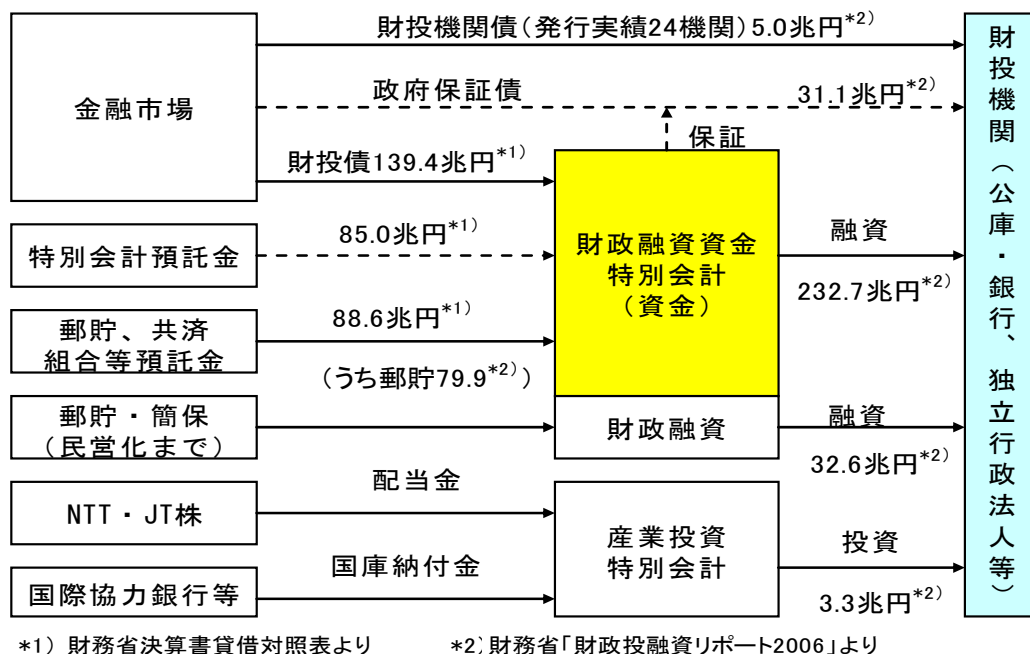 財投機関債（発行実績24機関）5.0兆円*2)
金融市場
政府保証債
31.1兆円*2)
保証
財投債139.4兆円*1)
特別会計預託金
85.0兆円*1)
財政融資資金
特別会計
（資金）
融資
232.7兆円*2)
郵貯、共済
組合等預託金
88.6兆円*1)
（うち郵貯79.9*2)）
郵貯・簡保
（民営化まで）
財政融資
融資
32.6兆円*2)
NTT・JT株
配当金
産業投資
特別会計
投資
3.3兆円*2)
国際協力銀行等
国庫納付金
財投機関（公庫・銀行、独立行政法人等）
*1) 財務省決算書貸借対照表より
*2)財務省「財政投融資リポート2006」より